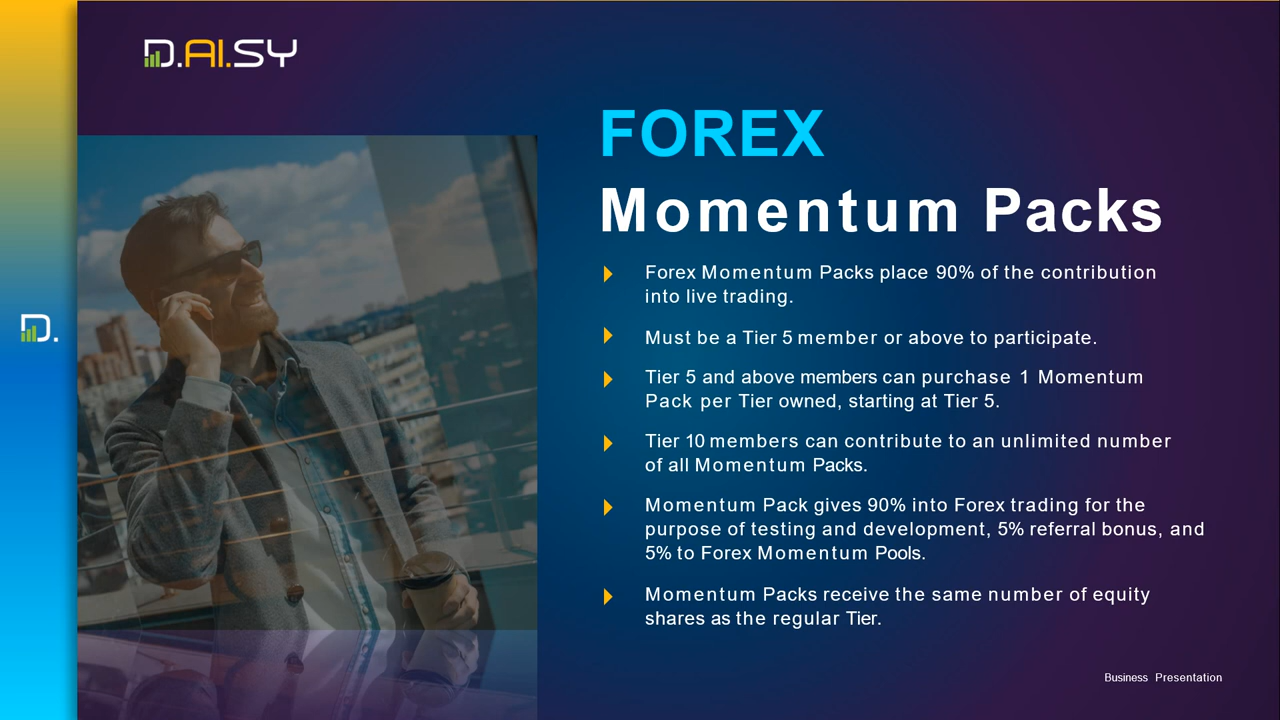 D.AI.SY
FOREX
Momentum Packs
Forex Momentum Packs place 90% of the contribution
into live trading.
Must be a Tier 5 member or above to participate.
Tier 5 and above members can purchase 1 Momentum
Pack per Tier owned, starting at Tier 5.
Tier 10 members can contribute to an unlimited number
of all Momentum Packs.
Momentum Pack gives 90% into Forex trading for the
purpose of testing and development, 5% referral bonus, and
5% to Forex Momentum Pools.
Momentum Packs receive the same number of equity
shares as the regular Tier.
D.
Business Presentation